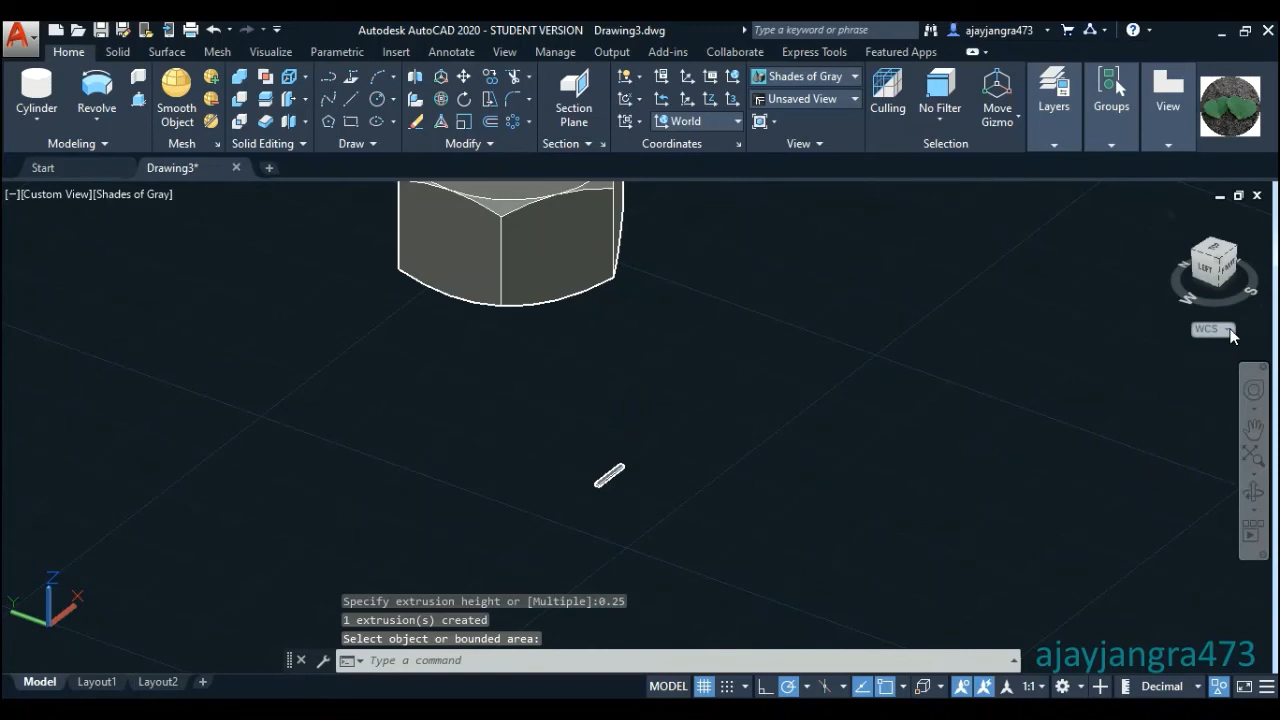 Autodesk AutoCAD 2020 - STUDENT VERSION Drawing3.dwg
Type a keyword or phrase
ajayjangra473
Home Solid Surface Mesh Visualize Parametric Insert Annotate View Manage Output Add-ins Collaborate Express Tools Featured Apps
Cylinder Revolve Smooth Object Section Plane Shades of Gray Unsaved View World Culling No Filter Move Gizmo Layers Groups View
Modeling Mesh Solid Editing Draw Modify Section Coordinates View Selection
Start Drawing3*
[−][Custom View][Shades of Gray]
TOP
LEFT FRONT
N
W S
WCS
Z
Y X
Specify extrusion height or [Multiple]:0.25
1 extrusion(s) created
Select object or bounded area:
Type a command
ajayjangra473
Model Layout1 Layout2 MODEL 1:1 Decimal